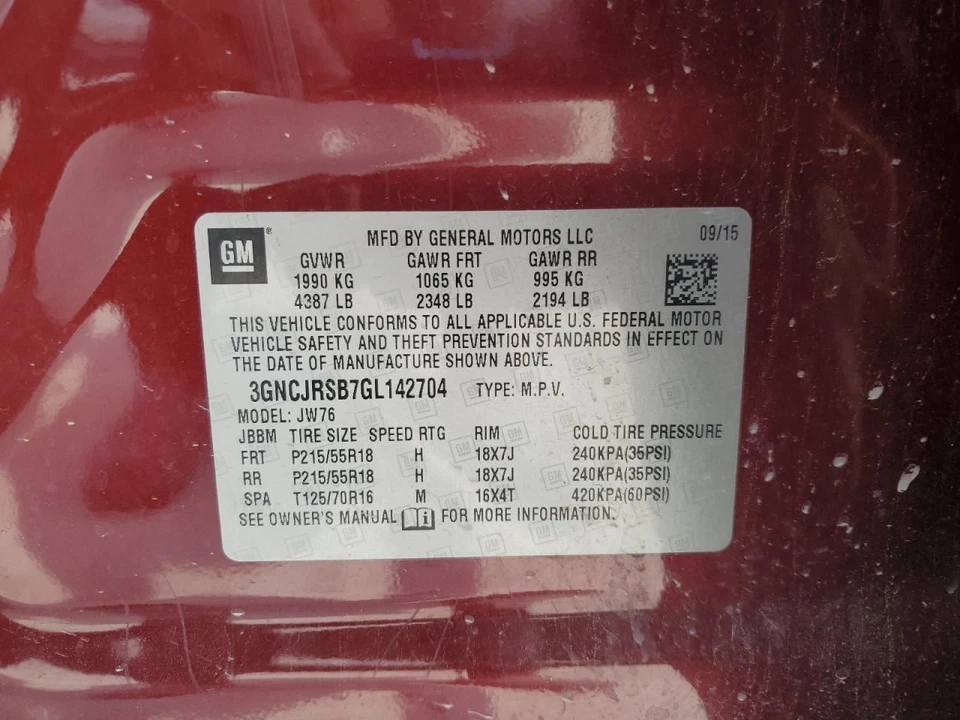 GM®
MFD BY GENERAL MOTORS LLC 09/15
GVWR GAWR FRT GAWR RR
1990 KG 1065 KG 995 KG
4387 LB 2348 LB 2194 LB
THIS VEHICLE CONFORMS TO ALL APPLICABLE U.S. FEDERAL MOTOR
VEHICLE SAFETY AND THEFT PREVENTION STANDARDS IN EFFECT ON
THE DATE OF MANUFACTURE SHOWN ABOVE.
3GNCJRSB7GL142704 TYPE: M.P.V.
MODEL: JW76
JBBM TIRE SIZE SPEED RTG RIM COLD TIRE PRESSURE
FRT P215/55R18 H 18X7J 240KPA(35PSI)
RR P215/55R18 H 18X7J 240KPA(35PSI)
SPA T125/70R16 M 16X4T 420KPA(60PSI)
SEE OWNER'S MANUAL FOR MORE INFORMATION.